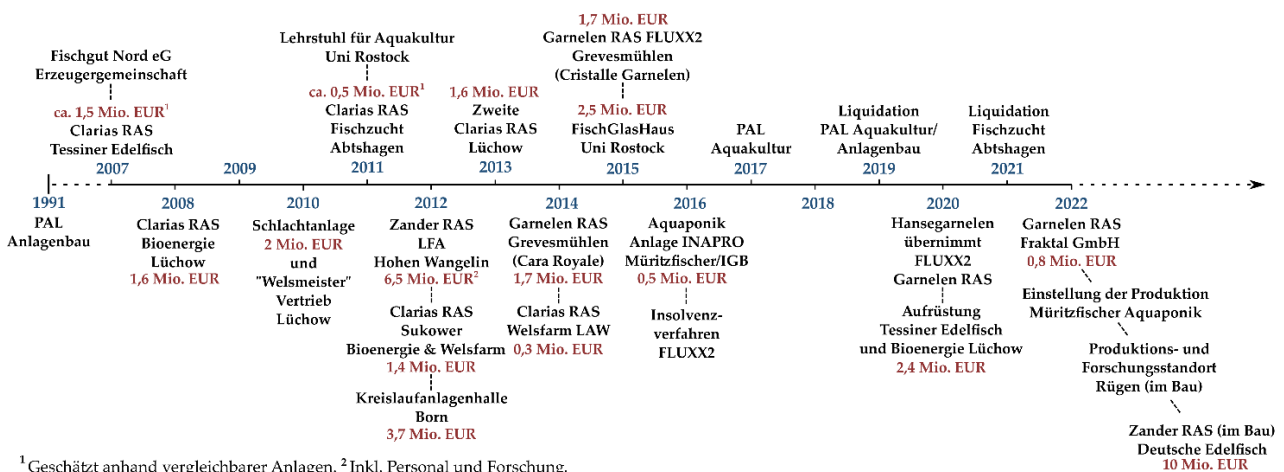 Fischgut Nord eG
Erzeugergemeinschaft
ca. 1,5 Mio. EUR¹
Clarias RAS
Tessiner Edelfisch
2007
2009
Lehrstuhl für Aquakultur
Uni Rostock
ca. 0,5 Mio. EUR¹
Clarias RAS
Fischzucht
Abtshagen
2011
1,6 Mio. EUR
Zweite
Clarias RAS
Lüchow
2013
1,7 Mio. EUR
Garnelen RAS FLUXX2
Grevesmühlen
(Cristalle Garnelen)
2,5 Mio. EUR
FischGlasHaus
Uni Rostock
2015
PAL
Aquakultur
2017
Liquidation
PAL Aquakultur/
Anlagenbau
2019
Liquidation
Fischzucht
Abtshagen
2021
1991
PAL
Anlagenbau
2008
Clarias RAS
Bioenergie
Lüchow
1,6 Mio. EUR
2010
Schlachtanlage
2 Mio. EUR
und
"Welsmeister"
Vertrieb
Lüchow
2012
Zander RAS
LFA
Hohen Wangelin
6,5 Mio. EUR²
Clarias RAS
Sukower
Bioenergie & Welsfarm
1,4 Mio. EUR
Kreislaufanlagenhalle
Born
3,7 Mio. EUR
2014
Garnelen RAS
Grevesmühlen
(Cara Royale)
1,7 Mio. EUR
Clarias RAS
Welsfarm LAW
0,3 Mio. EUR
2016
Aquaponik
Anlage INAPRO
Müritzfischer/IGB
0,5 Mio. EUR
Insolvenz-
verfahren
FLUXX2
2018
2020
Hansegarnelen
übernimmt
FLUXX2
Garnelen RAS
Aufrüstung
Tessiner Edelfisch
und Bioenergie Lüchow
2,4 Mio. EUR
2022
Garnelen RAS
Fraktal GmbH
0,8 Mio. EUR
Einstellung der Produktion
Müritzfischer Aquaponik
Produktions- und
Forschungsstandort
Rügen (im Bau)
Zander RAS (im Bau)
Deutsche Edelfisch
10 Mio. EUR
¹ Geschätzt anhand vergleichbarer Anlagen. ² Inkl. Personal und Forschung.